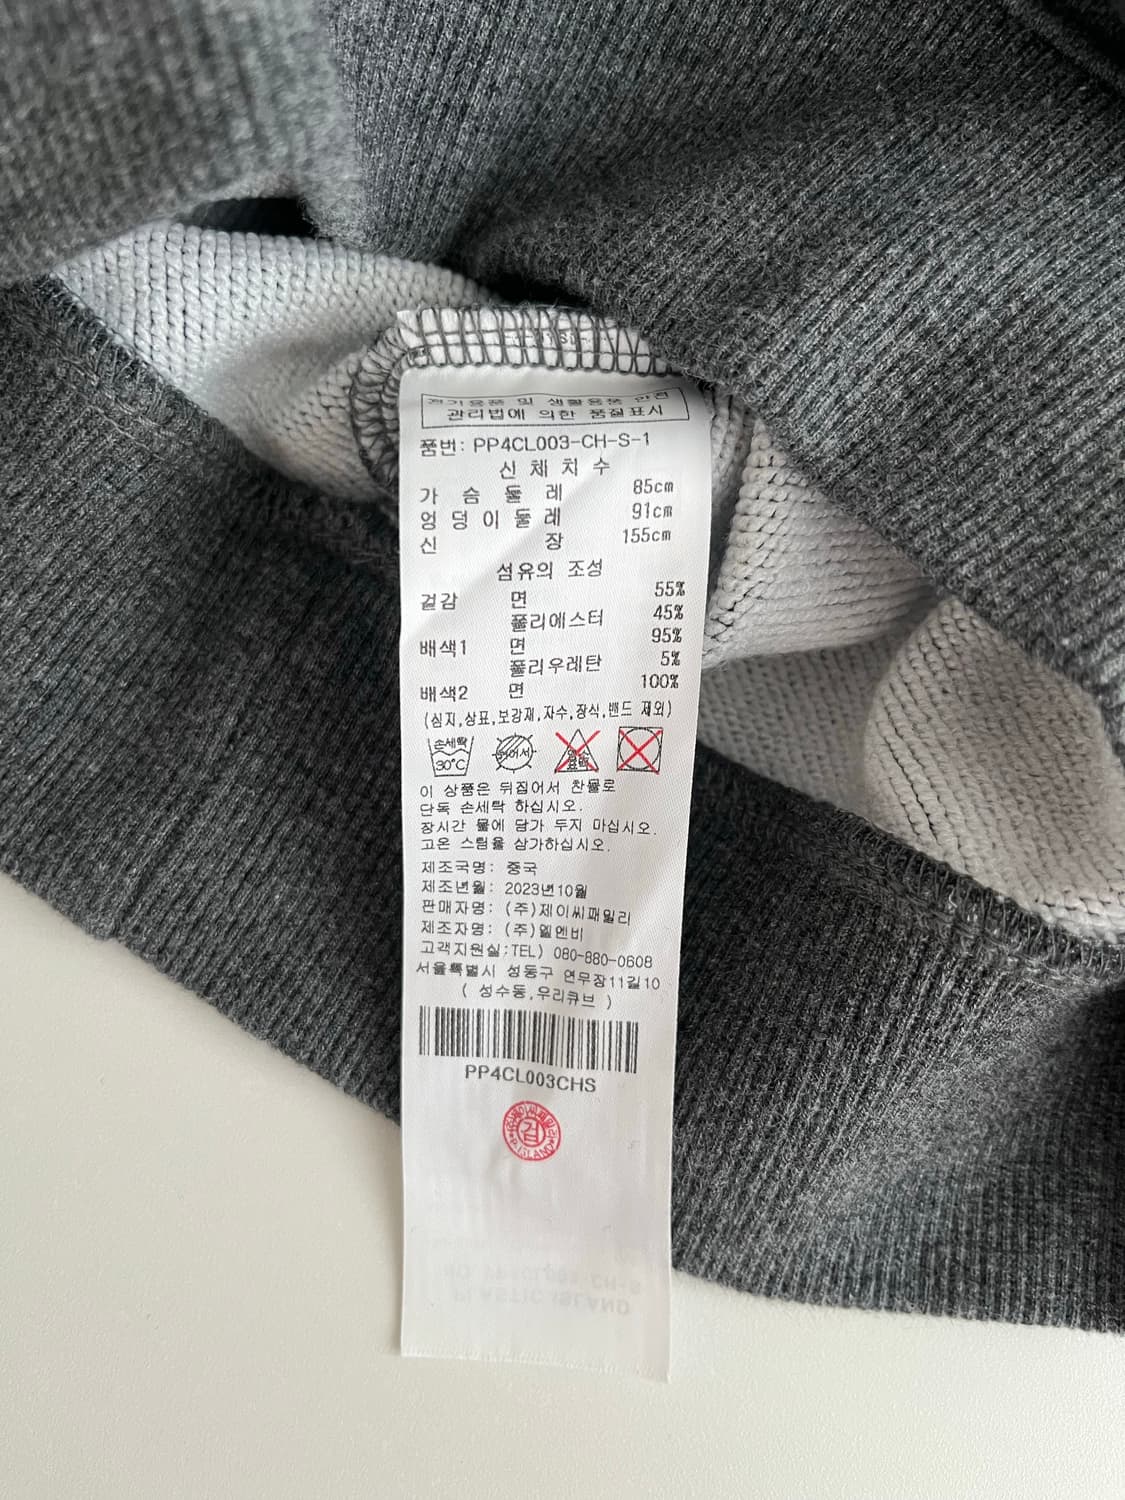 전기용품 및 생활용품 안전
관리법에 의한 품질표시
품번: PP4CL003-CH-S-1
신체치수
가슴둘레 85cm
엉덩이둘레 91cm
신장 155cm
섬유의 조성
겉감 면 55%
폴리에스터 45%
배색1 면 95%
폴리우레탄 5%
배색2 면 100%
(심지,상표,보강재,자수,장식,밴드 제외)
손세탁
30°C
이 상품은 뒤집어서 찬물로
단독 손세탁 하십시오.
장시간 물에 담가 두지 마십시오.
고온 스팀을 삼가하십시오.
제조국명: 중국
제조년월: 2023년10월
판매자명: (주)제이씨패밀리
제조자명: (주)엘엔비
고객지원실;TEL) 080-880-0608
서울특별시 성동구 연무장11길10
( 성수동,우리큐브 )
PP4CL003CHS
검
P-ISLAND
PLASTIC ISLAND